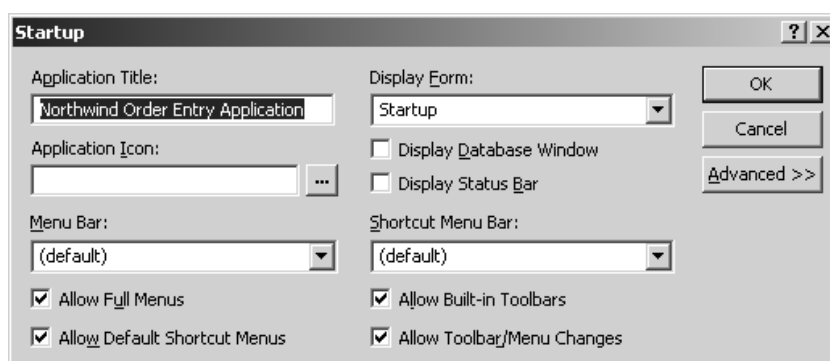 Startup
Application Title:
Northwind Order Entry Application
Application Icon:
...
Menu Bar:
(default)
Allow Full Menus
Allow Default Shortcut Menus
Display Form:
Startup
Display Database Window
Display Status Bar
Shortcut Menu Bar:
(default)
Allow Built-in Toolbars
Allow Toolbar/Menu Changes
OK
Cancel
Advanced >>